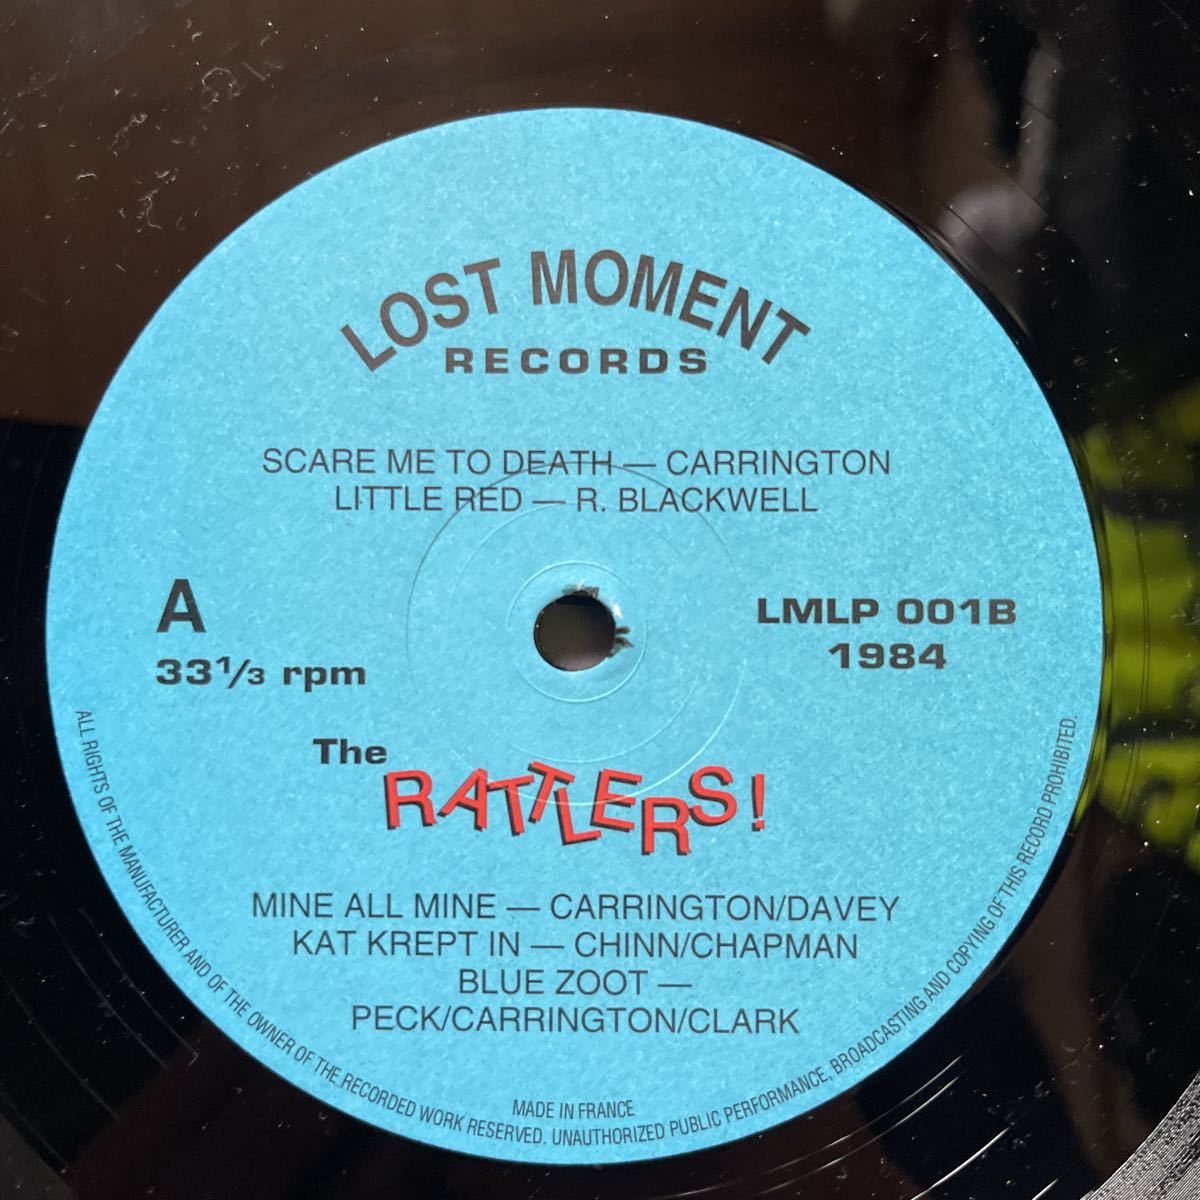 LOST MOMENT
RECORDS
SCARE ME TO DEATH — CARRINGTON
LITTLE RED — R. BLACKWELL
A
33⅓ rpm
LMLP 001B
1984
The
RATTLERS!
MINE ALL MINE — CARRINGTON/DAVEY
KAT KREPT IN — CHINN/CHAPMAN
BLUE ZOOT —
PECK/CARRINGTON/CLARK
MADE IN FRANCE
ALL RIGHTS OF THE MANUFACTURER AND OF THE OWNER OF THE RECORDED WORK RESERVED. UNAUTHORIZED PUBLIC PERFORMANCE, BROADCASTING AND COPYING OF THIS RECORD PROHIBITED.